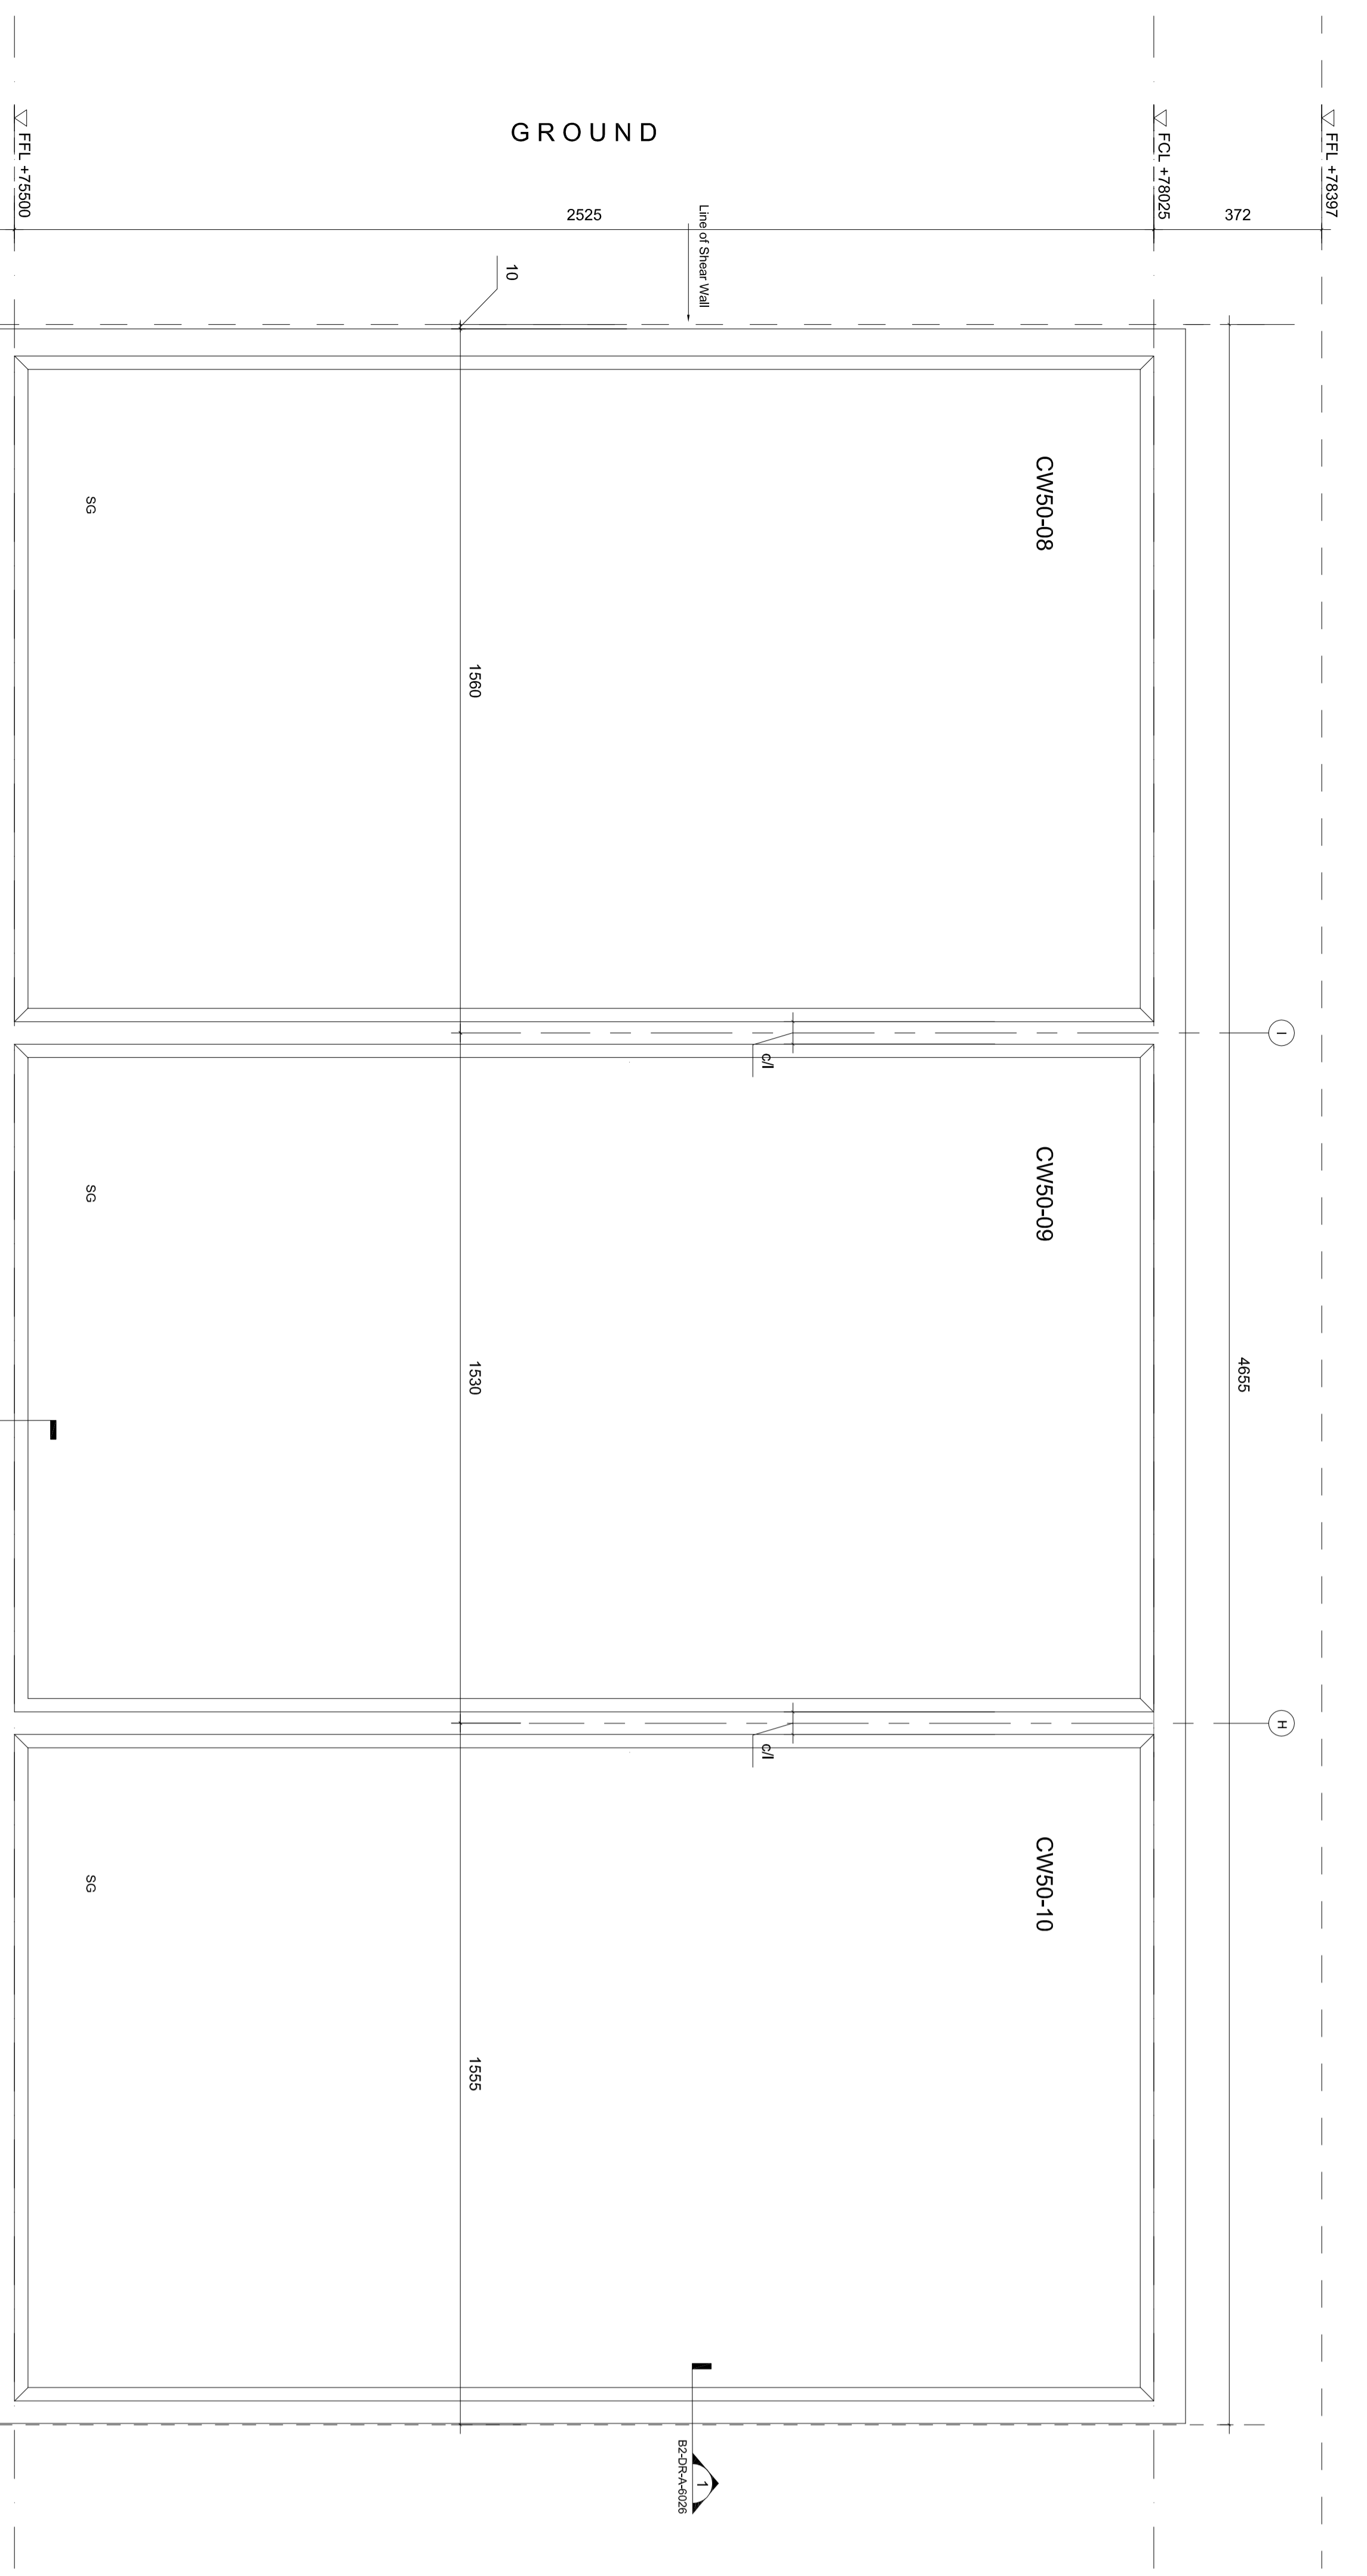 GROUND
FFL +75500
FCL +78025
FFL +78397
2525
372
Line of Shear Wall
10
CW50-08
SG
1560
I
c/l
CW50-09
SG
1530
4655
H
c/l
CW50-10
SG
1555
1
B2-DR-A-6026